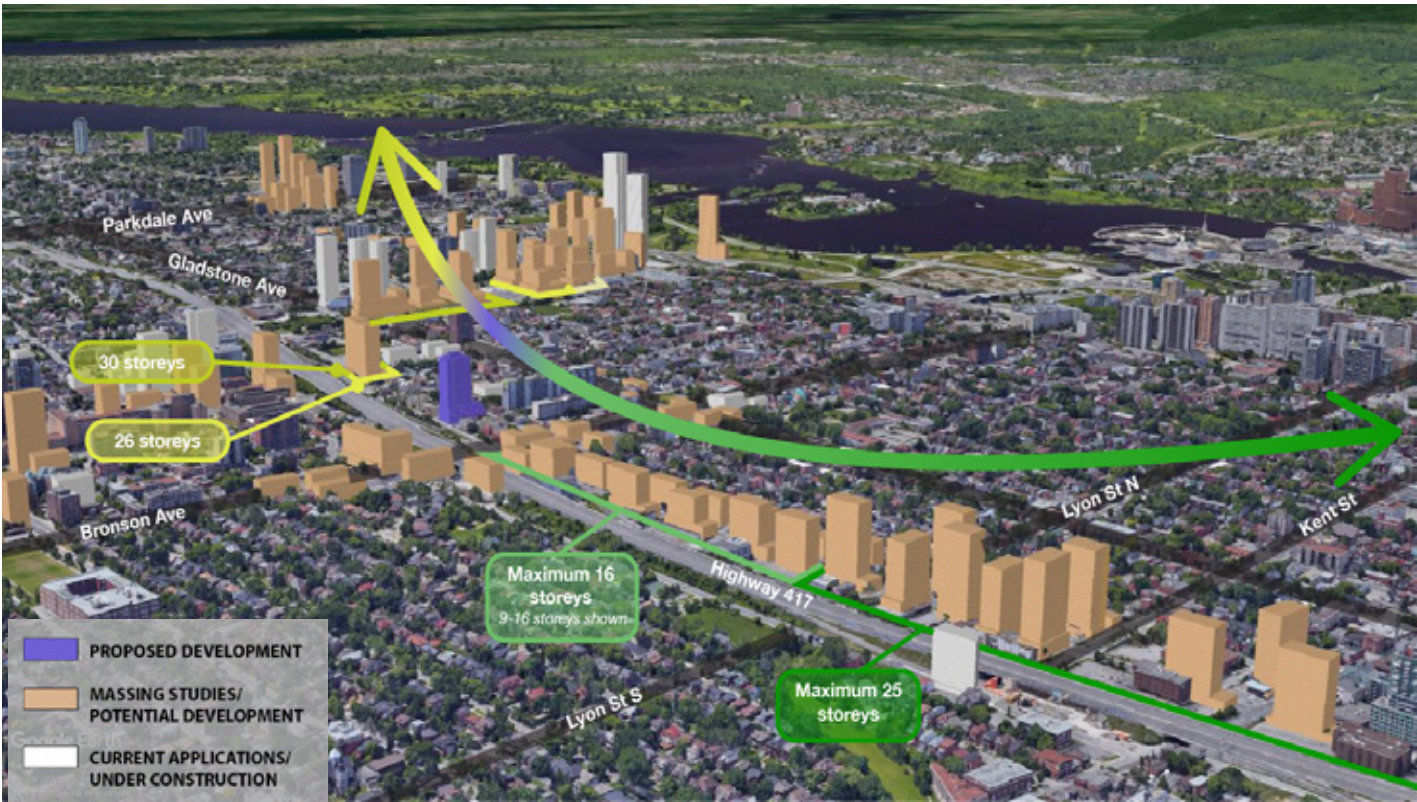 Parkdale Ave
Gladstone Ave
30 storeys
26 storeys
Bronson Ave
Lyon St N
Kent St
Maximum 16
storeys
9-16 storeys shown
Highway 417
Maximum 25
storeys
Lyon St S
PROPOSED DEVELOPMENT
MASSING STUDIES/
POTENTIAL DEVELOPMENT
Google Earth
CURRENT APPLICATIONS/
UNDER CONSTRUCTION